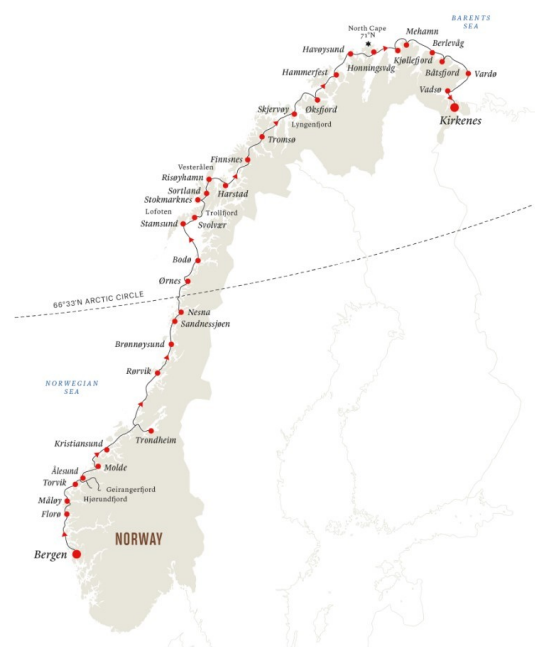 BARENTS
SEA
North Cape
71°N
Mehamn
Berlevåg
Havøysund
Kjøllefjord
Honningsvåg
Båtsfjord
Vardø
Hammerfest
Vadsø
Kirkenes
Øksfjord
Skjervøy
Lyngenfjord
Tromsø
Finnsnes
Vesterålen
Risøyhamn
Harstad
Sortland
Stokmarknes
Lofoten
Trollfjord
Stamsund
Svolvær
Bodø
Ørnes
66°33'N ARCTIC CIRCLE
Nesna
Sandnessjøen
Brønnøysund
Rørvik
NORWEGIAN
SEA
Trondheim
Kristiansund
Molde
Ålesund
Torvik
Geirangerfjord
Hjørundfjord
Måløy
Florø
NORWAY
Bergen